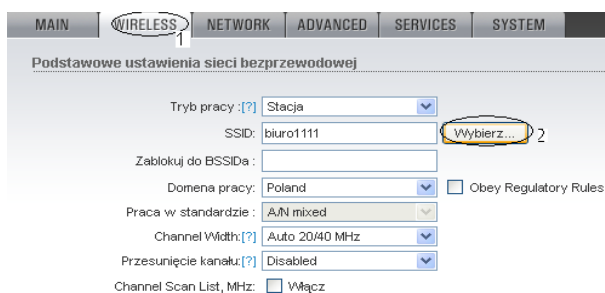 MAIN WIRELESS NETWORK ADVANCED SERVICES SYSTEM
1
Podstawowe ustawienia sieci bezprzewodowej
Tryb pracy :[?] Stacja
SSID: biuro1111 Wybierz... 2
Zablokuj do BSSIDa :
Domena pracy: Poland Obey Regulatory Rules
Praca w standardzie : A/N mixed
Channel Width:[?] Auto 20/40 MHz
Przesunięcie kanału:[?] Disabled
Channel Scan List, MHz: Włącz